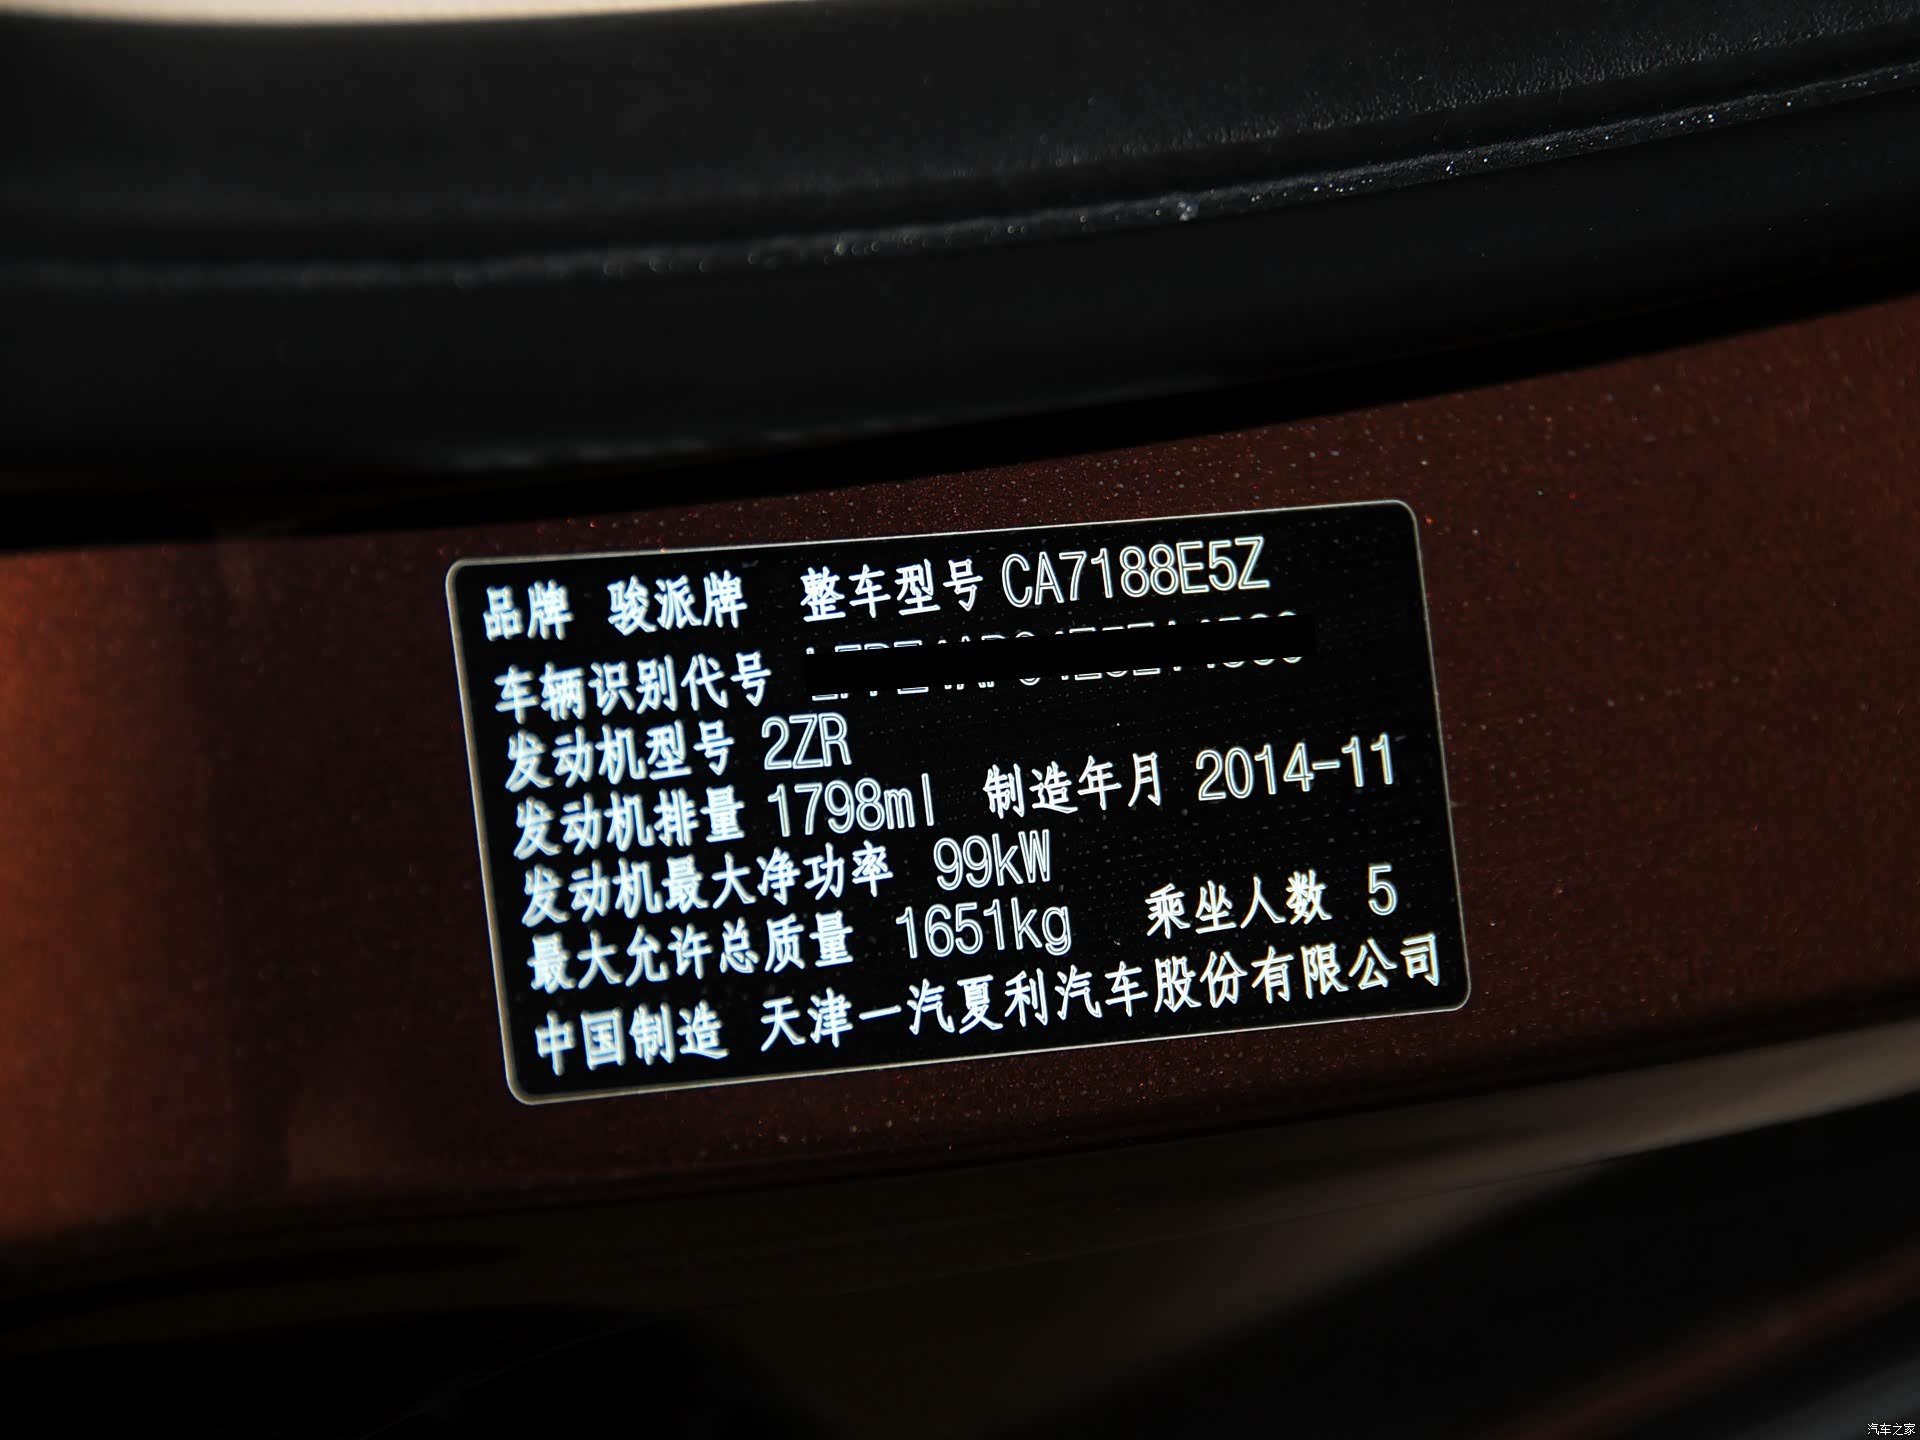 品牌 骏派牌 整车型号 CA7188E5Z
车辆识别代号
发动机型号 2ZR
发动机排量 1798ml 制造年月 2014-11
发动机最大净功率 99kW
最大允许总质量 1651kg 乘坐人数 5
中国制造 天津一汽夏利汽车股份有限公司
汽车之家